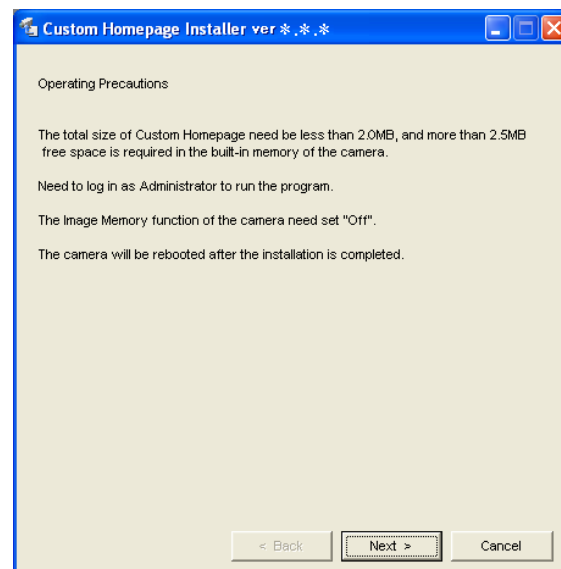 Custom Homepage Installer ver *.*.*
Operating Precautions
The total size of Custom Homepage need be less than 2.0MB, and more than 2.5MB
free space is required in the built-in memory of the camera.
Need to log in as Administrator to run the program.
The Image Memory function of the camera need set "Off".
The camera will be rebooted after the installation is completed.
< Back
Next >
Cancel